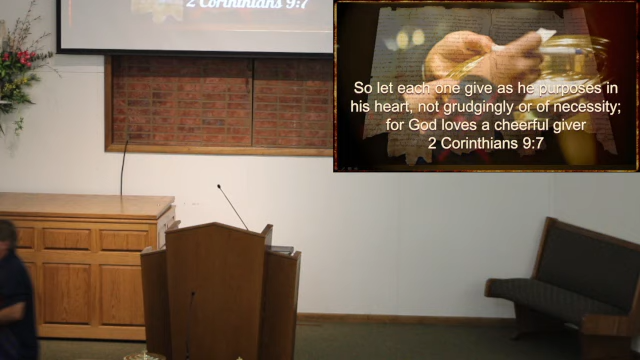 2 Corinthians 9:7
So let each one give as he purposes in
his heart, not grudgingly or of necessity;
for God loves a cheerful giver
2 Corinthians 9:7